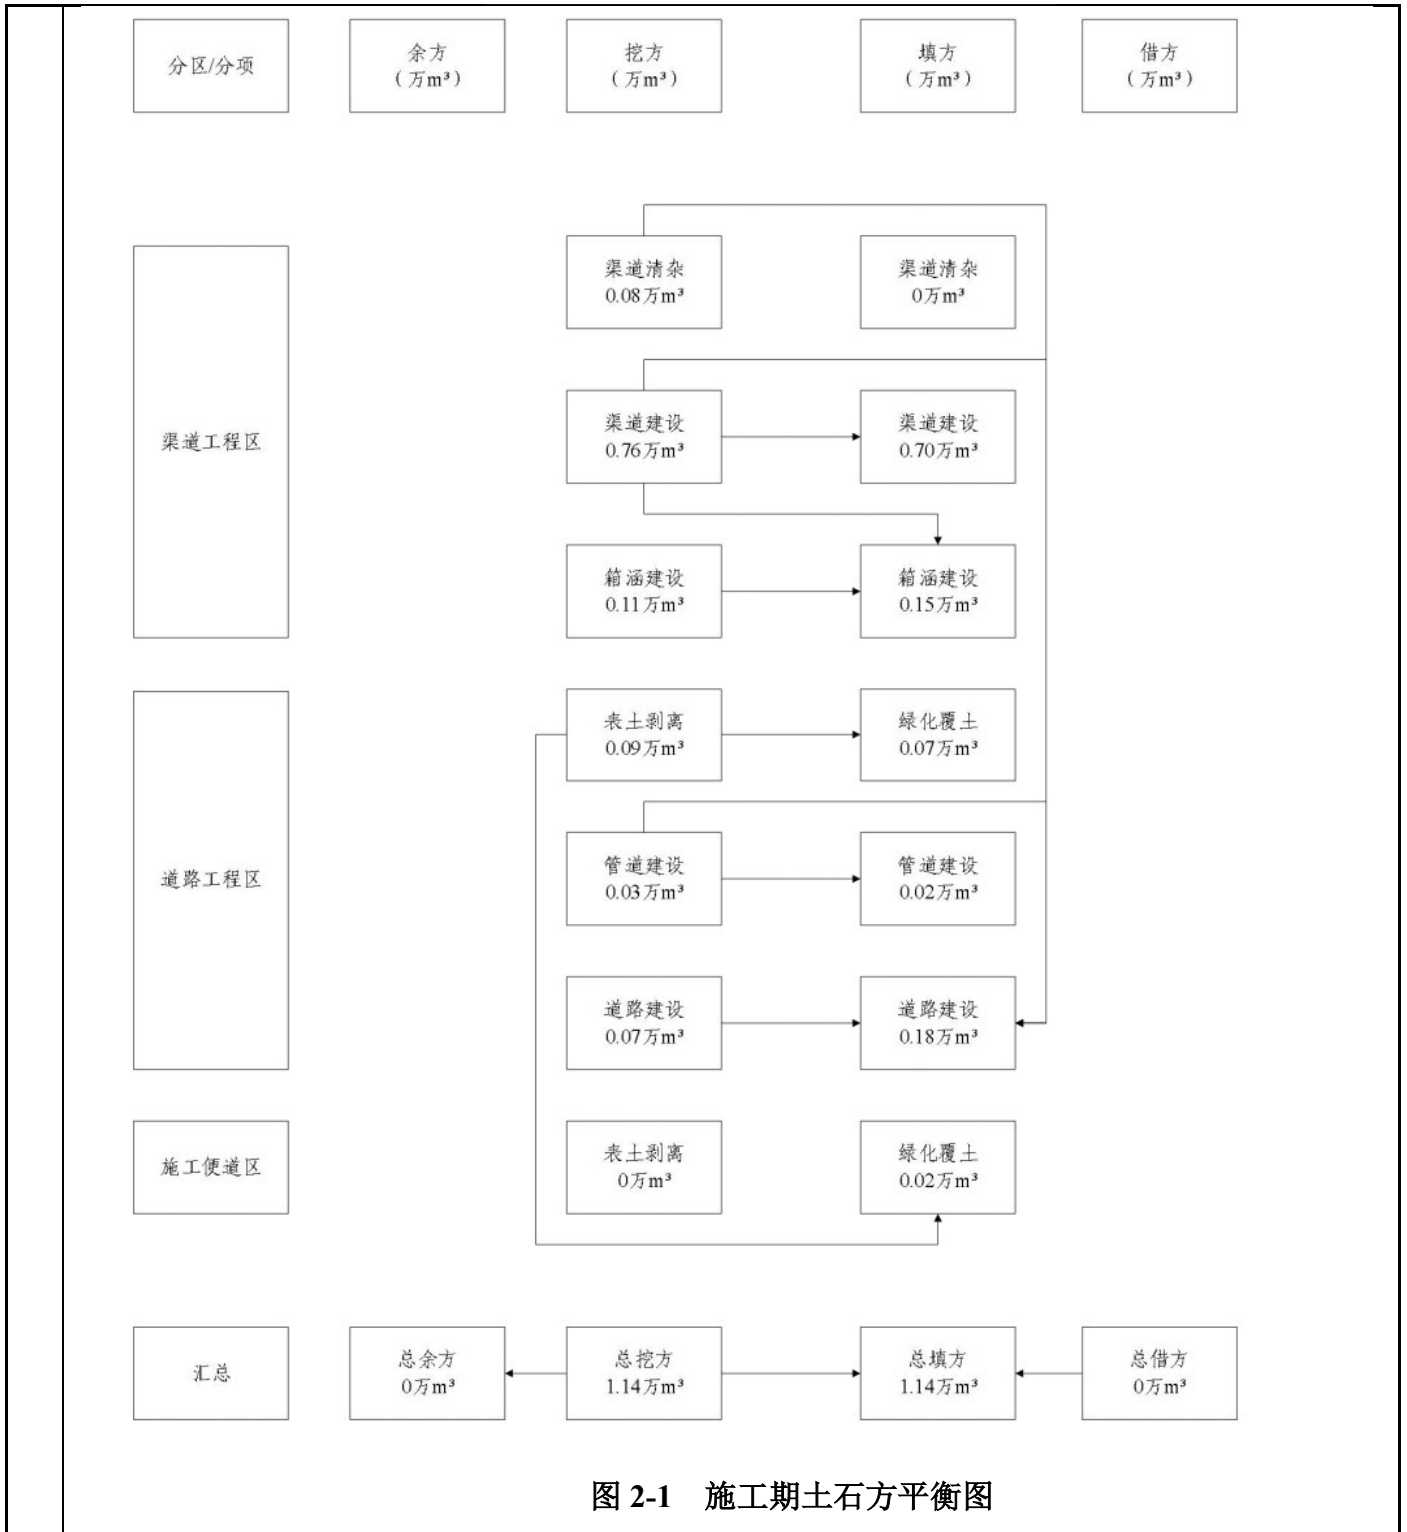 分区/分项
余方
（万m³）
挖方
（万m³）
填方
（万m³）
借方
（万m³）
渠道工程区
渠道清杂
0.08万m³
渠道清杂
0万m³
渠道建设
0.76万m³
渠道建设
0.70万m³
箱涵建设
0.11万m³
箱涵建设
0.15万m³
道路工程区
表土剥离
0.09万m³
绿化覆土
0.07万m³
管道建设
0.03万m³
管道建设
0.02万m³
道路建设
0.07万m³
道路建设
0.18万m³
施工便道区
表土剥离
0万m³
绿化覆土
0.02万m³
汇总
总余方
0万m³
总挖方
1.14万m³
总填方
1.14万m³
总借方
0万m³
图 2-1 施工期土石方平衡图